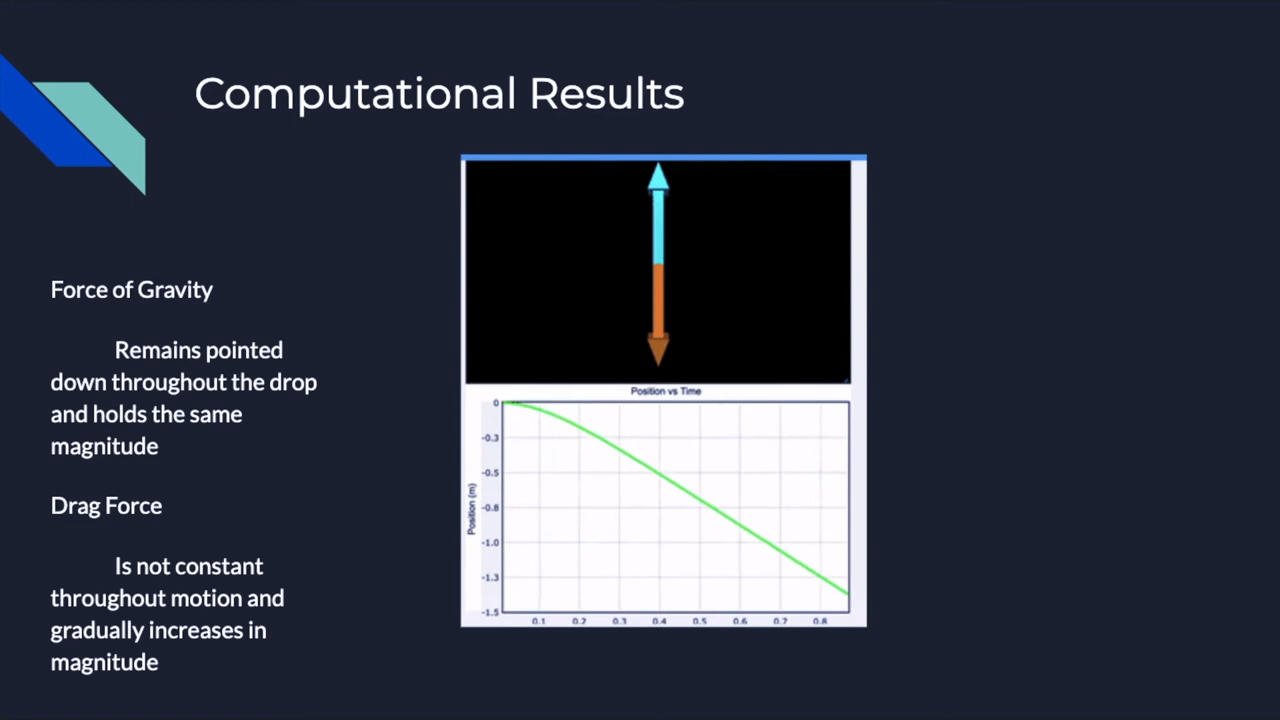 Computational Results
Force of Gravity
Remains pointed
down throughout the drop
and holds the same
magnitude
Drag Force
Is not constant
throughout motion and
gradually increases in
magnitude
Position vs Time
Position (m)
0
-0.3
-0.5
-0.8
-1.0
-1.3
-1.5
0.1 0.2 0.3 0.4 0.5 0.6 0.7 0.8